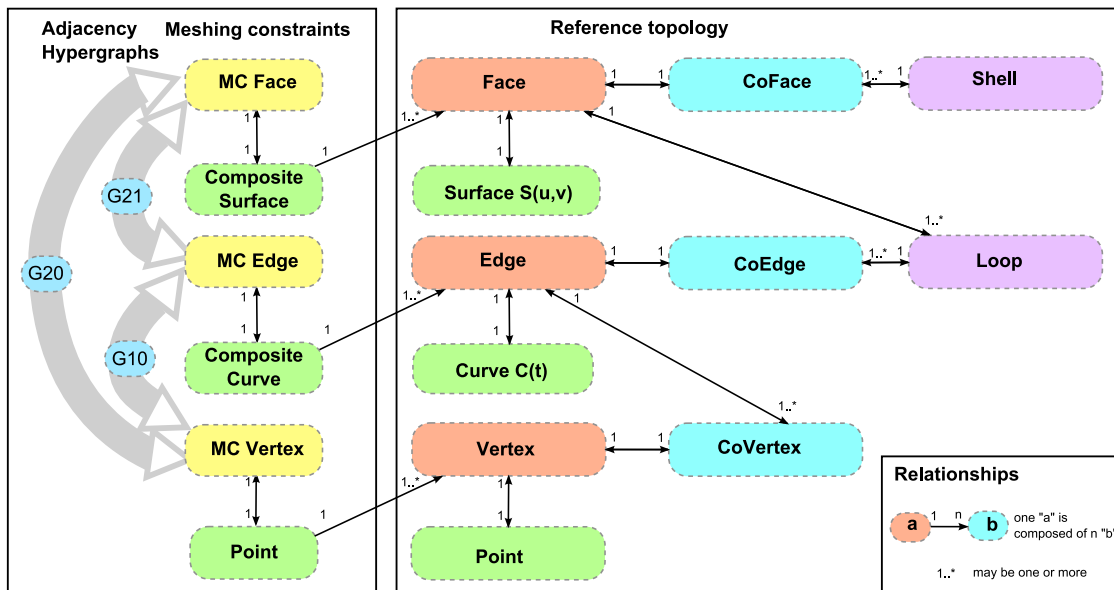 Adjacency
Hypergraphs
Meshing constraints
MC Face
1
1
Composite
Surface
1
1..*
G21
MC Edge
G20
1
1
Composite
Curve
1
1..*
G10
MC Vertex
1
1
Point
1
1..*
Reference topology
Face
1
1
CoFace
1..*
1
Shell
1
1
1
Surface S(u,v)
1..*
Edge
1
1
CoEdge
1..*
1
Loop
1
1
1
Curve C(t)
1..*
Vertex
1
1
CoVertex
1
1
Point
Relationships
a
1
n
b
one "a" is
composed of n "b"
1..*
may be one or more